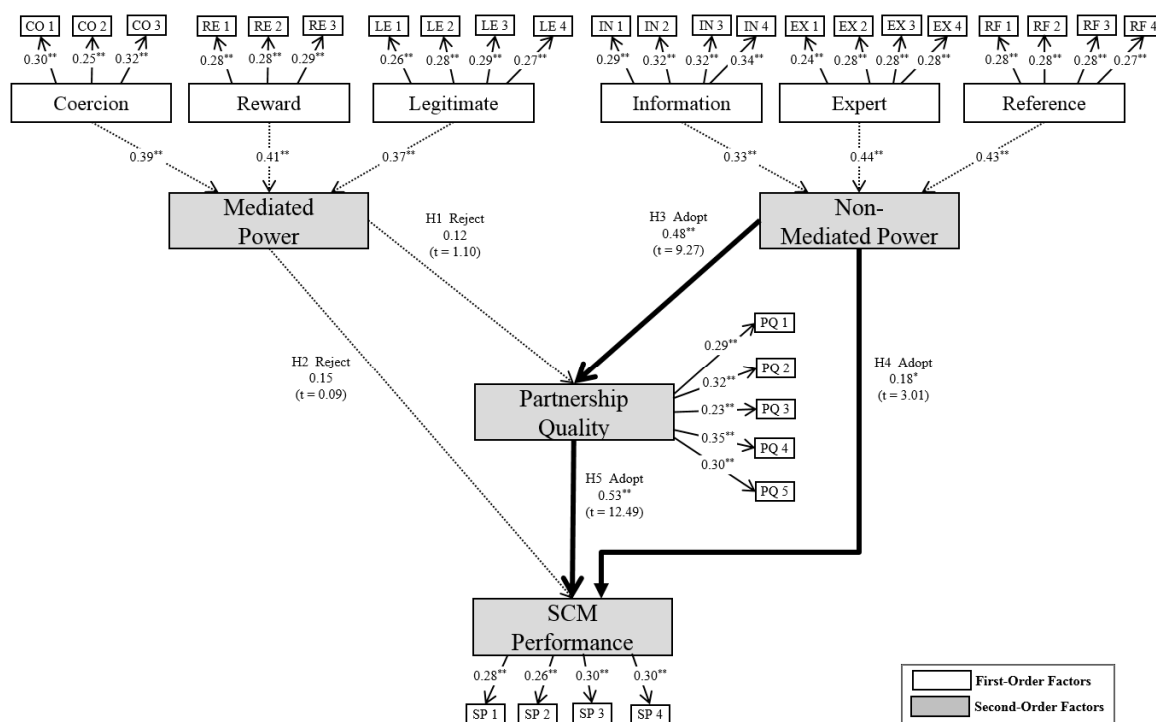 CO 1 CO 2 CO 3 RE 1 RE 2 RE 3 LE 1 LE 2 LE 3 LE 4 IN 1 IN 2 IN 3 IN 4 EX 1 EX 2 EX 3 EX 4 RF 1 RF 2 RF 3 RF 4
0.30** 0.25** 0.32** 0.28** 0.28** 0.29** 0.26** 0.28** 0.29** 0.27** 0.29** 0.32** 0.32** 0.34** 0.24** 0.28** 0.28** 0.28** 0.28** 0.28** 0.28** 0.27**
Coercion Reward Legitimate Information Expert Reference
0.39** 0.41** 0.37** 0.33** 0.44** 0.43**
Mediated
Power
Non-
Mediated Power
H1 Reject
0.12
(t = 1.10)
H3 Adopt
0.48**
(t = 9.27)
H2 Reject
0.15
(t = 0.09)
H4 Adopt
0.18*
(t = 3.01)
Partnership
Quality
0.29** PQ 1
0.32** PQ 2
0.23** PQ 3
0.35** PQ 4
0.30** PQ 5
H5 Adopt
0.53**
(t = 12.49)
SCM
Performance
0.28** 0.26** 0.30** 0.30**
SP 1 SP 2 SP 3 SP 4
First-Order Factors
Second-Order Factors